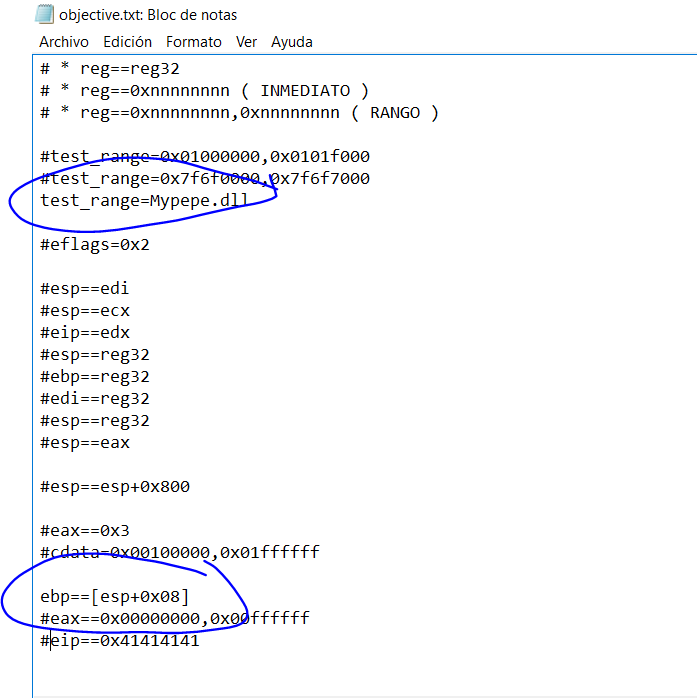 objective.txt: Bloc de notas
Archivo Edición Formato Ver Ayuda
# * reg==reg32
# * reg==0xnnnnnnnn ( INMEDIATO )
# * reg==0xnnnnnnnn,0xnnnnnnnn ( RANGO )
#test_range=0x01000000,0x0101f000
#test_range=0x7f6f0000,0x7f6f7000
test_range=Mypepe.dll
#eflags=0x2
#esp==edi
#esp==ecx
#eip==edx
#esp==reg32
#ebp==reg32
#edi==reg32
#esp==reg32
#esp==eax
#esp==esp+0x800
#eax==0x3
#cdata=0x00100000,0x01ffffff
ebp==[esp+0x08]
#eax==0x00000000,0x00ffffff
#eip==0x41414141